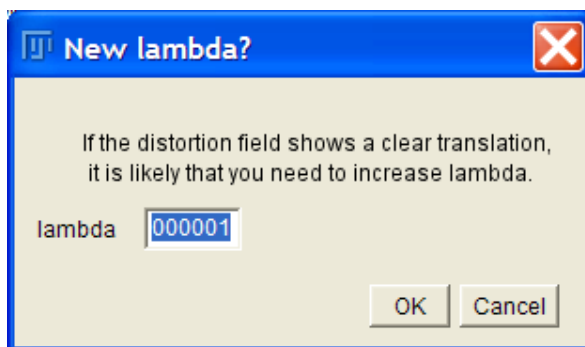 New lambda?
If the distortion field shows a clear translation,
it is likely that you need to increase lambda.
lambda 000001
OK Cancel